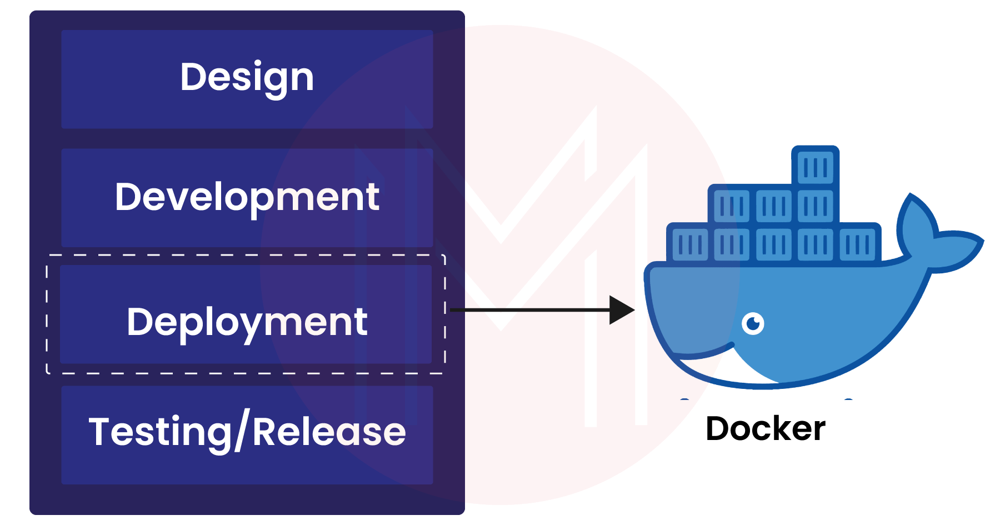 Design
Development
Deployment
Testing/Release
Docker